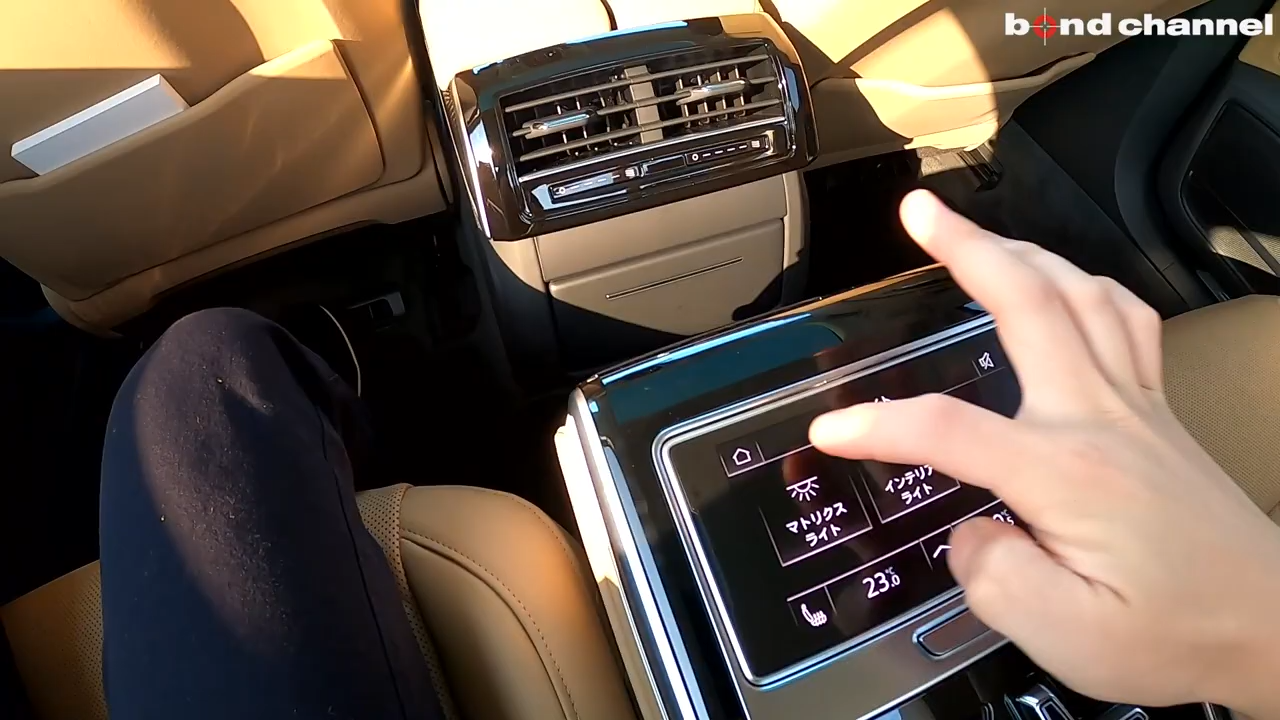 bond channel
マトリクス
ライト
インテリア
ライト
23.0